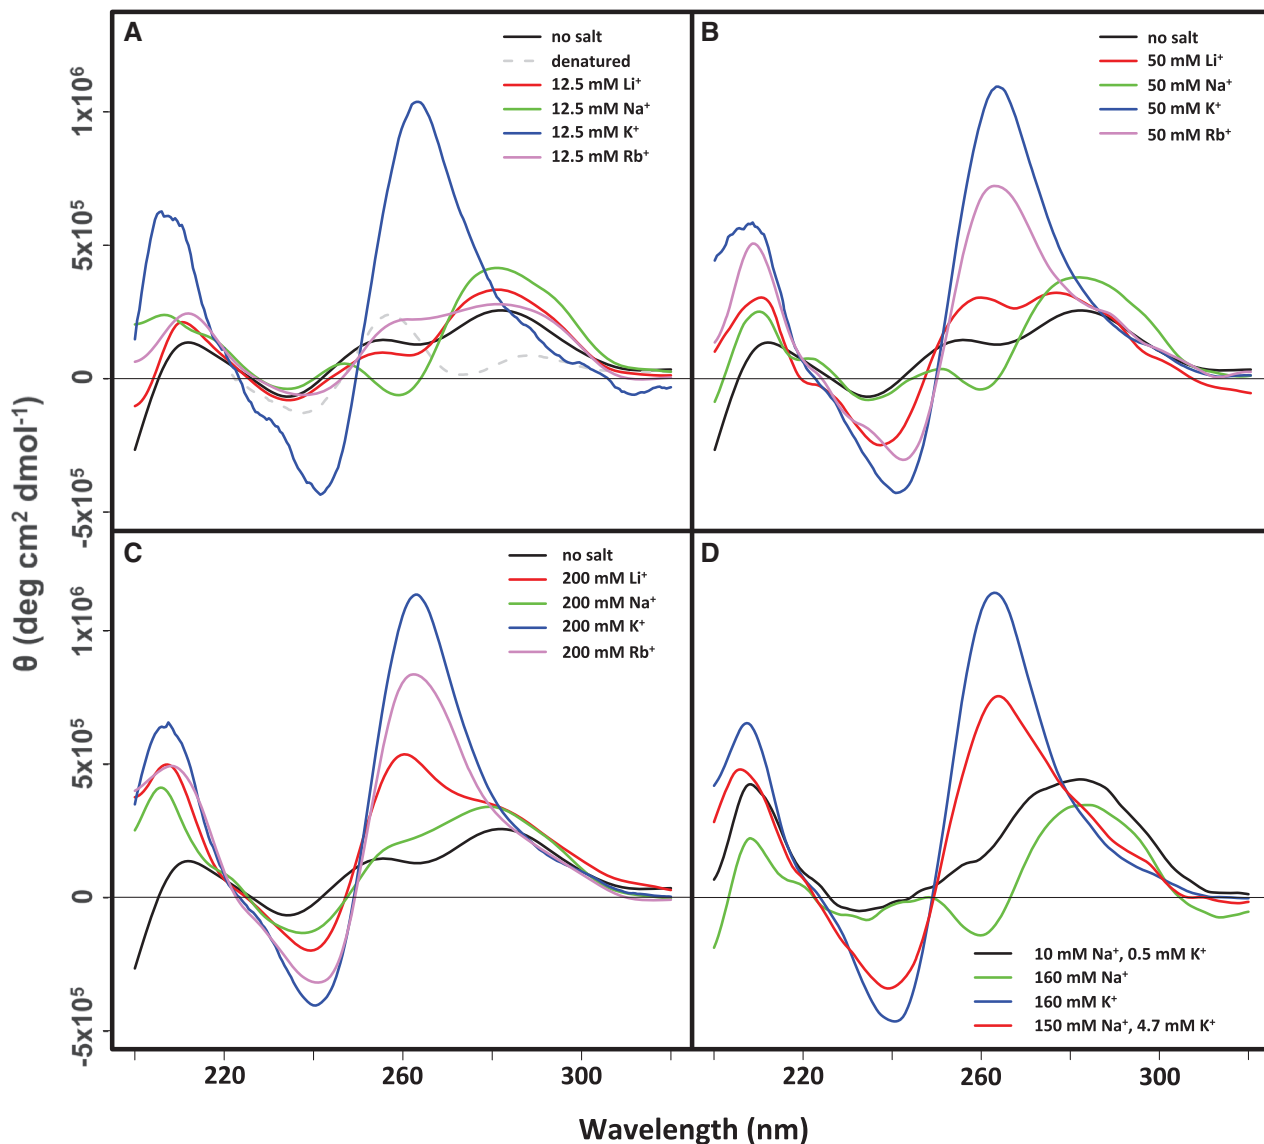 θ (deg cm² dmol⁻¹)
A
no salt
denatured
12.5 mM Li⁺
12.5 mM Na⁺
12.5 mM K⁺
12.5 mM Rb⁺
1x10⁶
5x10⁵
0
-5x10⁵
B
no salt
50 mM Li⁺
50 mM Na⁺
50 mM K⁺
50 mM Rb⁺
C
no salt
200 mM Li⁺
200 mM Na⁺
200 mM K⁺
200 mM Rb⁺
1x10⁶
5x10⁵
0
-5x10⁵
220
260
300
D
10 mM Na⁺, 0.5 mM K⁺
160 mM Na⁺
160 mM K⁺
150 mM Na⁺, 4.7 mM K⁺
220
260
300
Wavelength (nm)